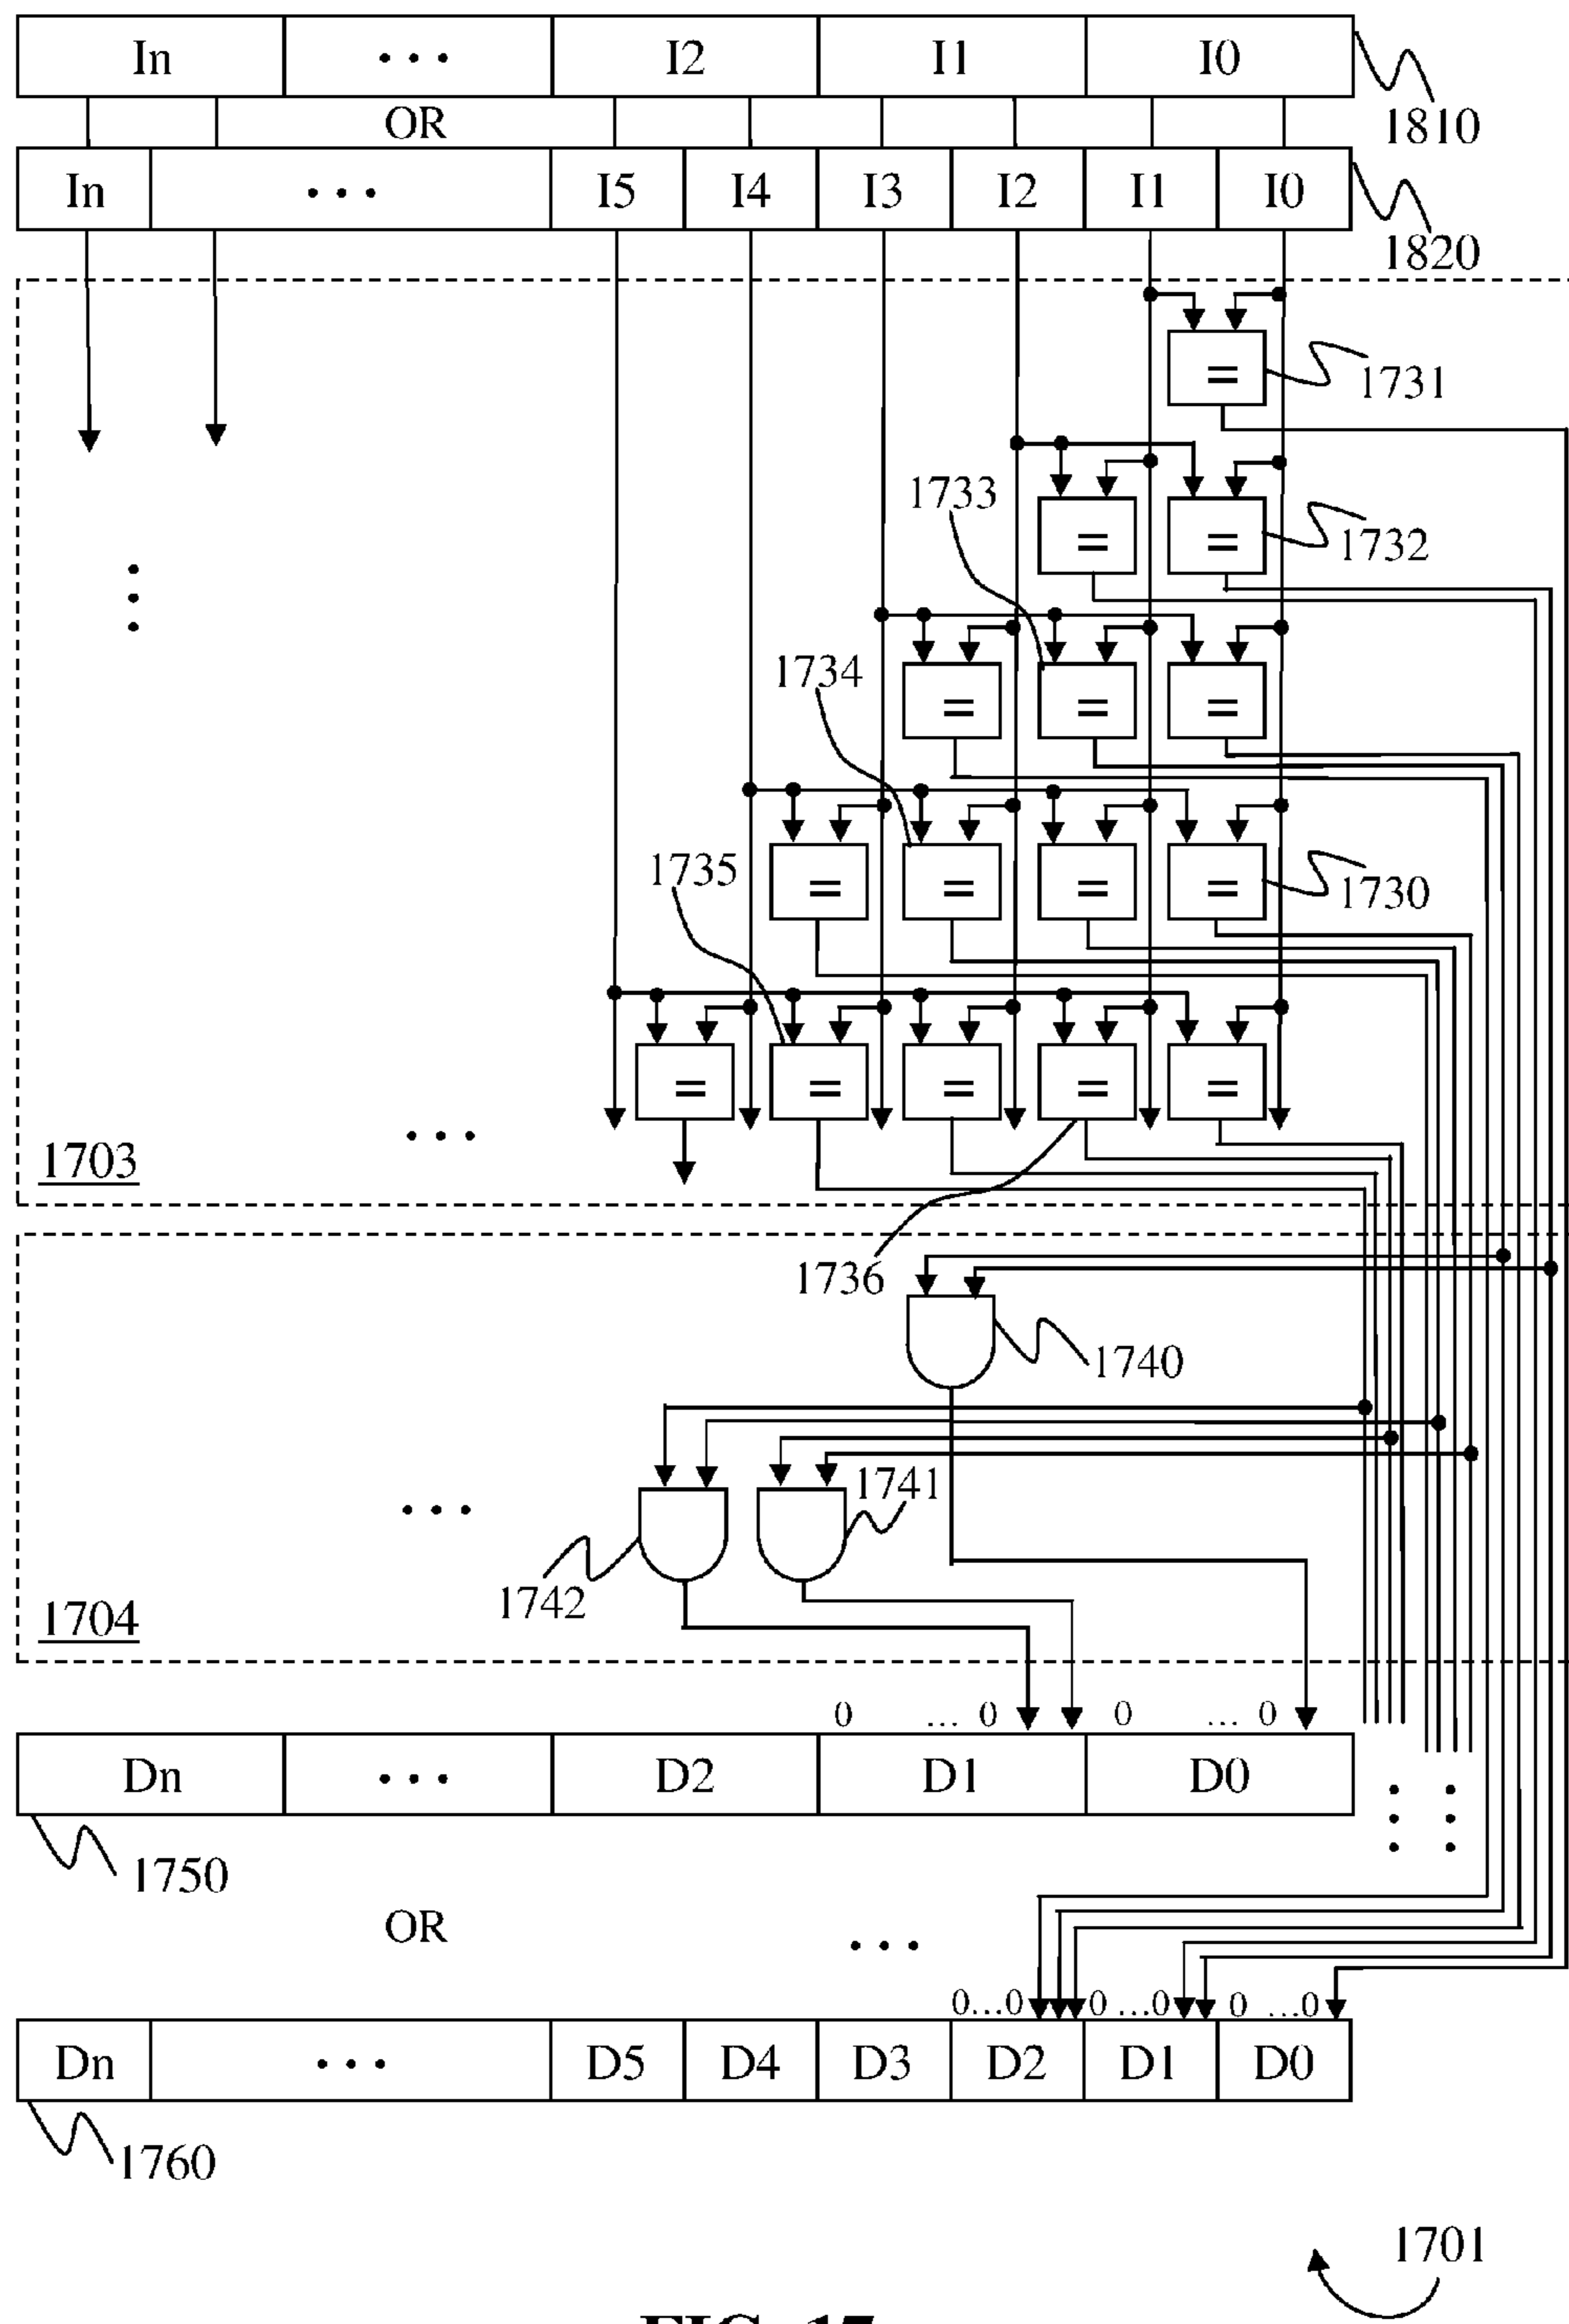 In • • • I2 I1 I0
OR
1810
In • • • I5 I4 I3 I2 I1 I0
1820
=
1731
1733
= =
1732
1734
= = =
1735
= = = =
1730
= = = = =
• • •
1703
1736
1740
1741
• • •
1742
1704
0 ... 0 0 ... 0
Dn • • • D2 D1 D0
1750
OR
• • •
0...0 0 ...0 0 ...0
Dn • • • D5 D4 D3 D2 D1 D0
1760
1701
FIG. 17